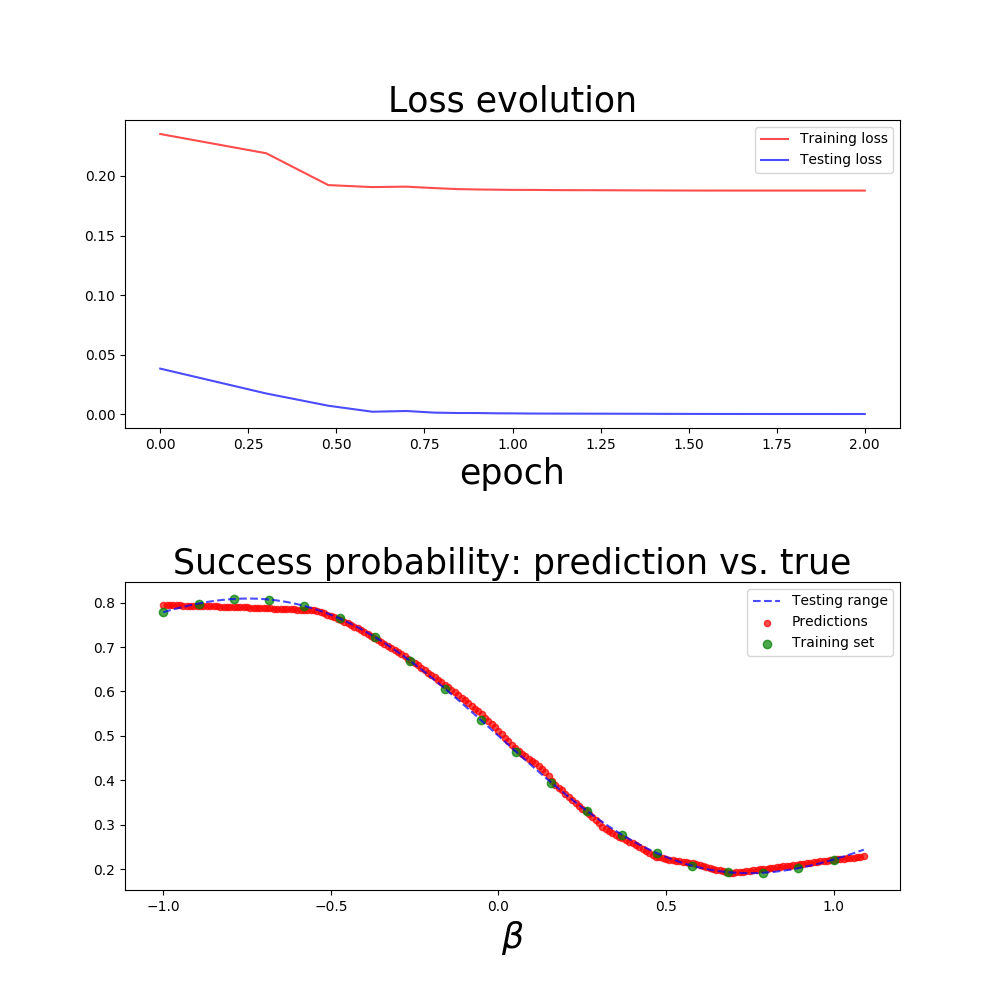 Loss evolution
Training loss
Testing loss
0.20
0.15
0.10
0.05
0.00
0.00 0.25 0.50 0.75 1.00 1.25 1.50 1.75 2.00
epoch
Success probability: prediction vs. true
Testing range
Predictions
Training set
0.8
0.7
0.6
0.5
0.4
0.3
0.2
−1.0 −0.5 0.0 0.5 1.0
β